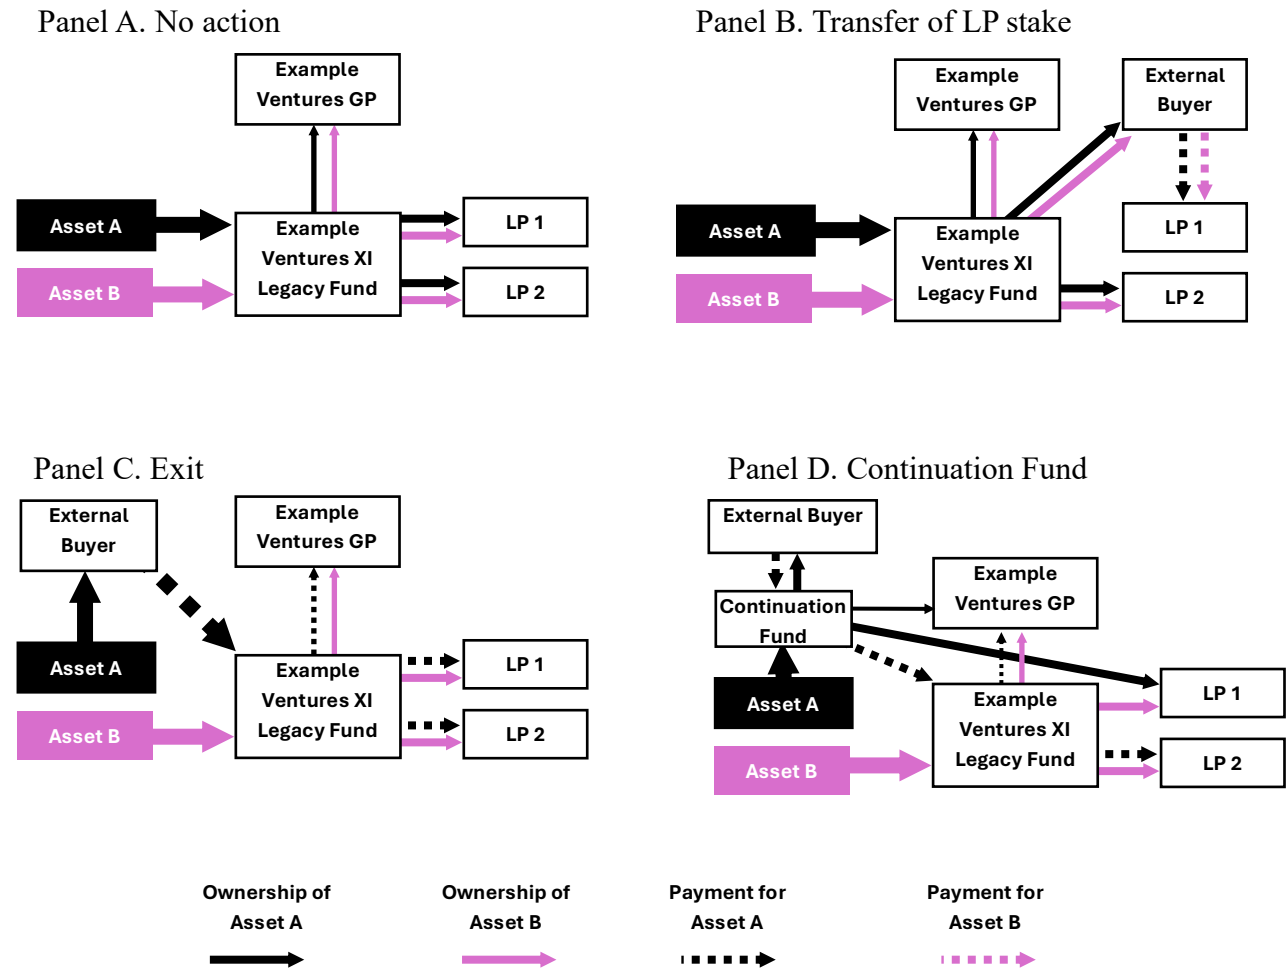 Panel A. No action
Example
Ventures GP
Asset A
Asset B
Example
Ventures XI
Legacy Fund
LP 1
LP 2
Panel B. Transfer of LP stake
Example
Ventures GP
External
Buyer
Asset A
Asset B
Example
Ventures XI
Legacy Fund
LP 1
LP 2
Panel C. Exit
External
Buyer
Example
Ventures GP
Asset A
Asset B
Example
Ventures XI
Legacy Fund
LP 1
LP 2
Panel D. Continuation Fund
External Buyer
Continuation
Fund
Example
Ventures GP
Asset A
Asset B
Example
Ventures XI
Legacy Fund
LP 1
LP 2
Ownership of
Asset A
Ownership of
Asset B
Payment for
Asset A
Payment for
Asset B